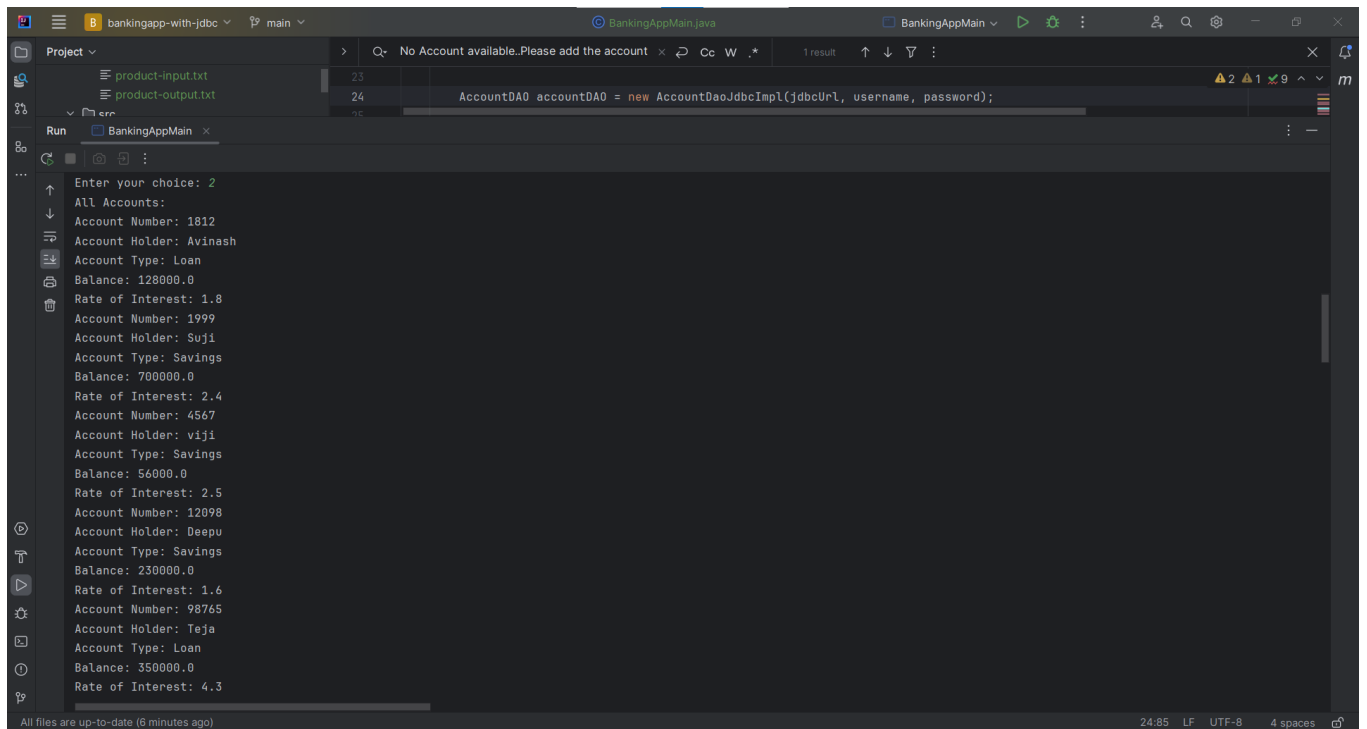 B bankingapp-with-jdbc main BankingAppMain.java BankingAppMain
Project No Account available..Please add the account Cc W .* 1 result
product-input.txt
product-output.txt
src
23
24 AccountDAO accountDAO = new AccountDaoJdbcImpl(jdbcUrl, username, password);
25
2 1 9
m
Run BankingAppMain
Enter your choice: 2
All Accounts:
Account Number: 1812
Account Holder: Avinash
Account Type: Loan
Balance: 128000.0
Rate of Interest: 1.8
Account Number: 1999
Account Holder: Suji
Account Type: Savings
Balance: 700000.0
Rate of Interest: 2.4
Account Number: 4567
Account Holder: viji
Account Type: Savings
Balance: 56000.0
Rate of Interest: 2.5
Account Number: 12098
Account Holder: Deepu
Account Type: Savings
Balance: 230000.0
Rate of Interest: 1.6
Account Number: 98765
Account Holder: Teja
Account Type: Loan
Balance: 350000.0
Rate of Interest: 4.3
All files are up-to-date (6 minutes ago) 24:85 LF UTF-8 4 spaces